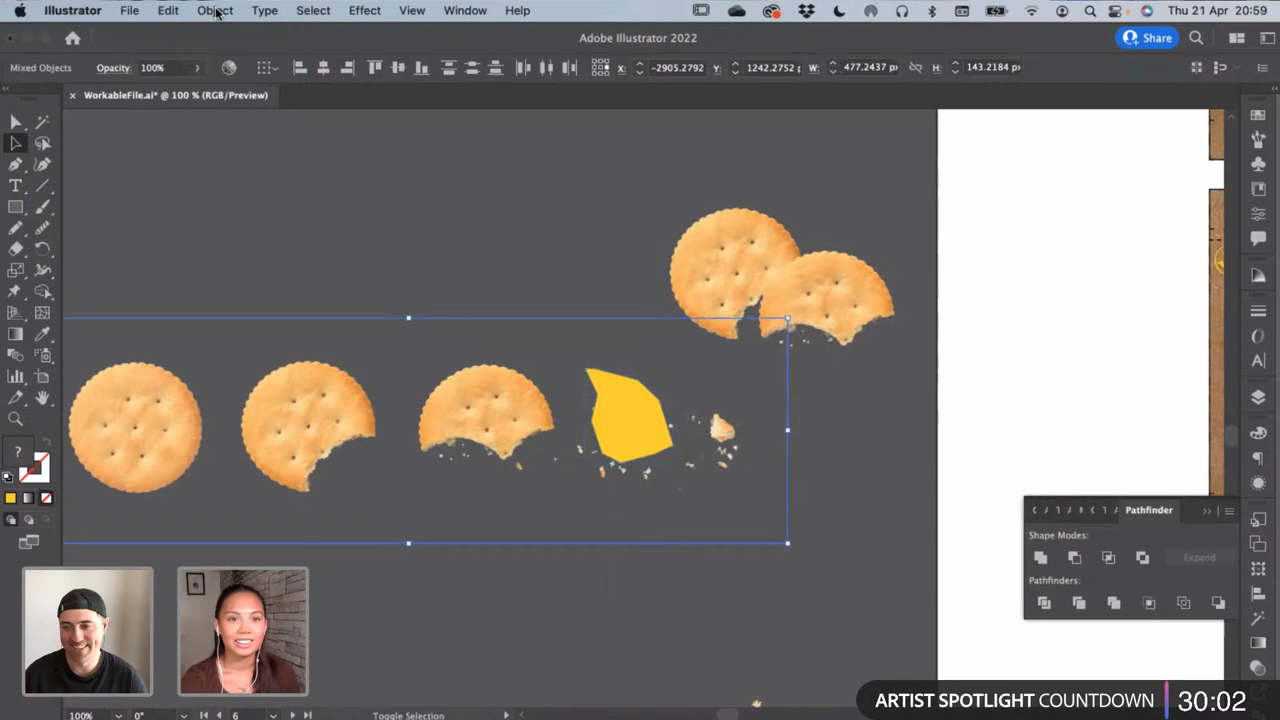 Illustrator File Edit Object Type Select Effect View Window Help
Thu 21 Apr 20:59
Adobe Illustrator 2022
Share
Mixed Objects Opacity: 100% X: -2905.2792 Y: 1242.2752 p W: 477.2437 px H: 143.2184 px
× WorkableFile.ai* @ 100 % (RGB/Preview)
Pathfinder
Shape Modes:
Expand
Pathfinders:
ARTIST SPOTLIGHT COUNTDOWN 30:02
100% 0° 6 Toggle Selection